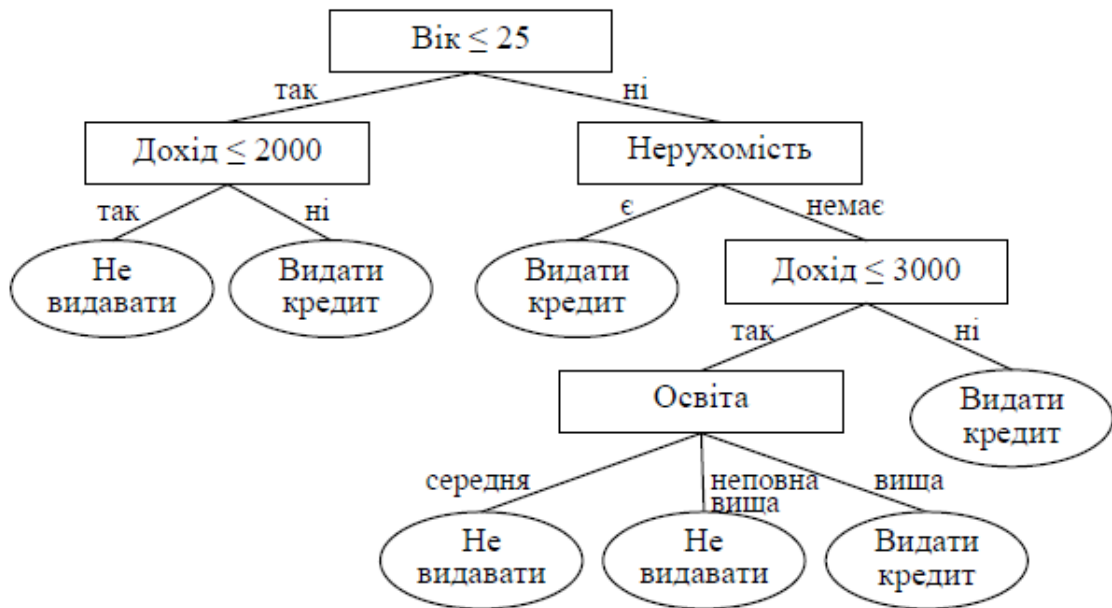 Вік ≤ 25
так
ні
Дохід ≤ 2000
Нерухомість
так
ні
є
немає
Не
видавати
Видати
кредит
Видати
кредит
Дохід ≤ 3000
так
ні
Освіта
Видати
кредит
середня
неповна
вища
вища
Не
видавати
Не
видавати
Видати
кредит